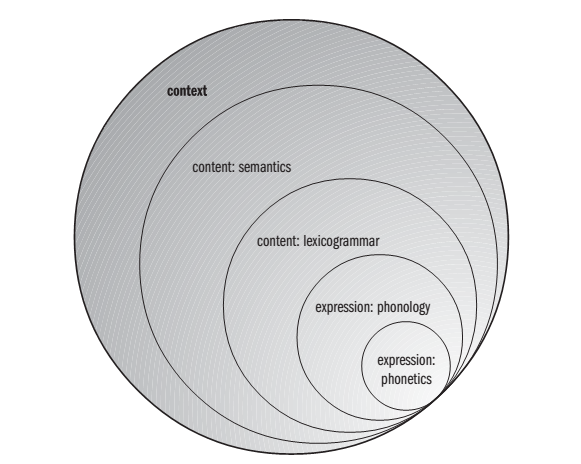 context
content: semantics
content: lexicogrammar
expression: phonology
expression:
phonetics